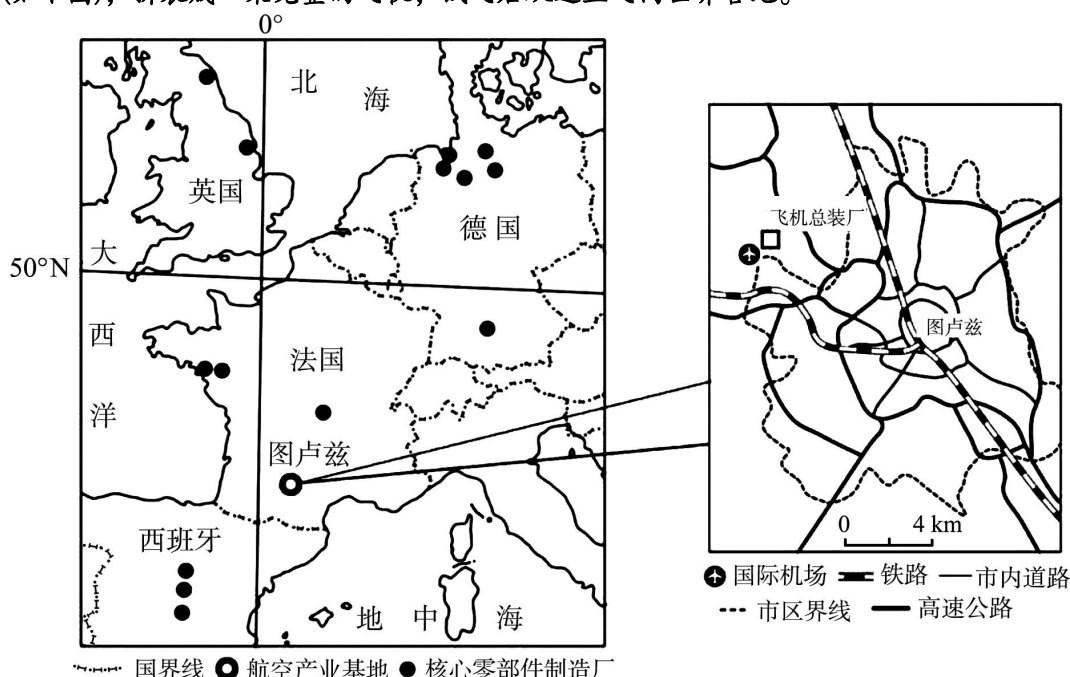 0°
北
海
英国
德国
大
50°N
西
法国
洋
图卢兹
西班牙
地中海
国界线 航空产业基地 核心零部件制造厂
飞机总装厂
图卢兹
0 4 km
国际机场 铁路 市内道路
市区界线 高速公路